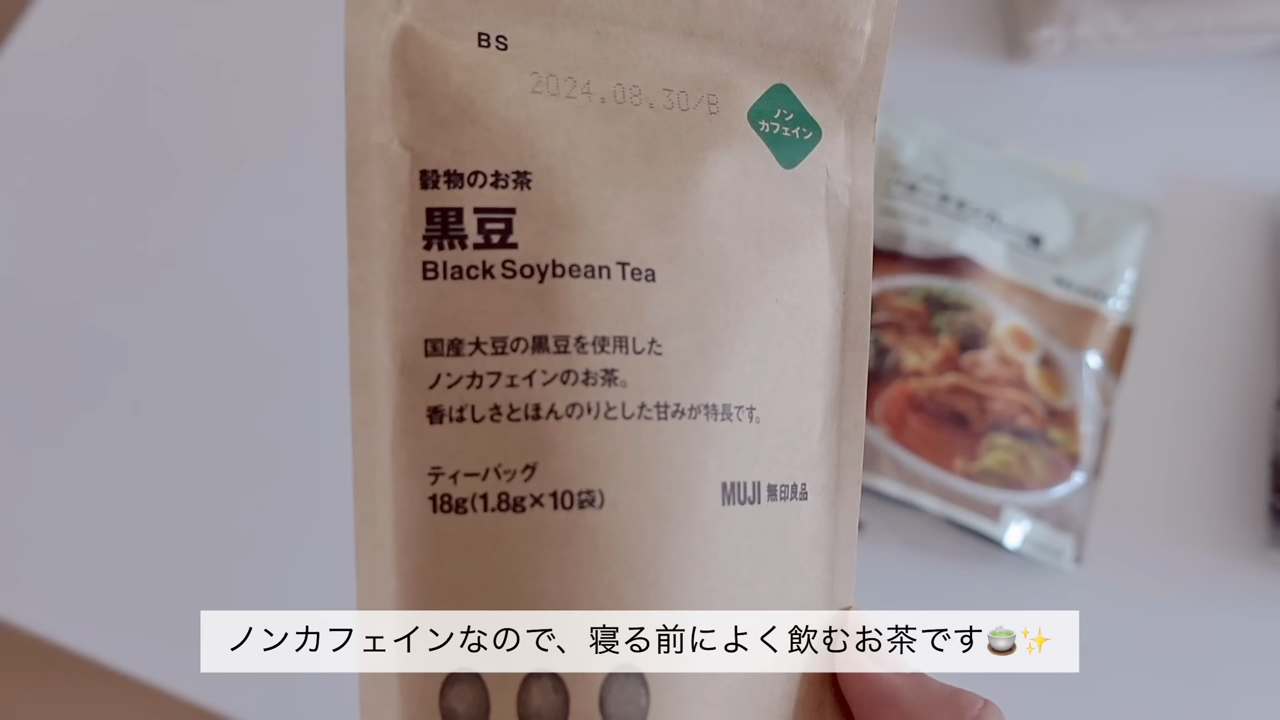 BS
2024.08.30/B
ノン
カフェイン
穀物のお茶
黒豆
Black Soybean Tea
国産大豆の黒豆を使用した
ノンカフェインのお茶。
香ばしさとほんのりとした甘みが特長です。
ティーバッグ
18g(1.8g×10袋)
MUJI 無印良品
ノンカフェインなので、寝る前によく飲むお茶です🍵✨